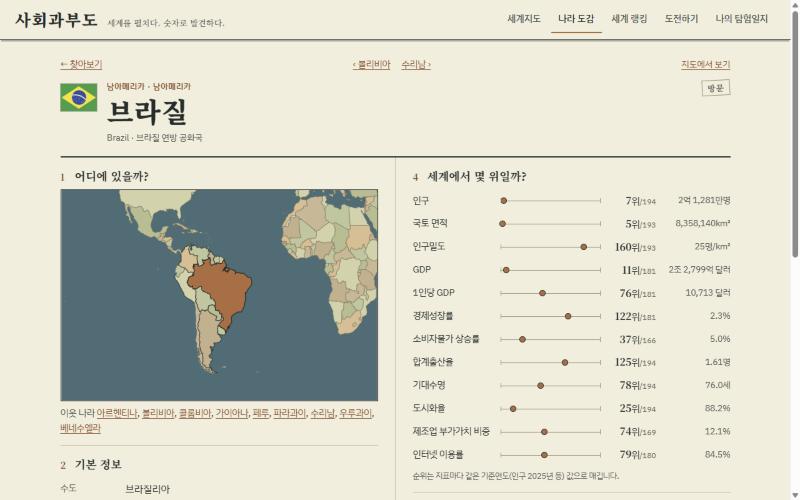 사회과부도 세계를 펼치다. 숫자로 발견하다.
세계지도 나라 도감 세계 랭킹 도전하기 나의 탐험일지
← 찾아보기 ‹ 볼리비아 수리남 › 지도에서 보기
남아메리카 · 남아메리카
브라질
Brazil · 브라질 연방 공화국
방문
1 어디에 있을까?
이웃 나라 아르헨티나, 볼리비아, 콜롬비아, 가이아나, 페루, 파라과이, 수리남, 우루과이,
베네수엘라
2 기본 정보
수도 브라질리아
4 세계에서 몇 위일까?
인구 7위/194 2억 1,281만명
국토 면적 5위/193 8,358,140km²
인구밀도 160위/193 25명/km²
GDP 11위/181 2조 2,799억 달러
1인당 GDP 76위/181 10,713 달러
경제성장률 122위/181 2.3%
소비자물가 상승률 37위/166 5.0%
합계출산율 125위/194 1.61명
기대수명 78위/194 76.0세
도시화율 25위/194 88.2%
제조업 부가가치 비중 74위/169 12.1%
인터넷 이용률 79위/180 84.5%
순위는 지표마다 같은 기준연도(인구 2025년 등) 값으로 매깁니다.